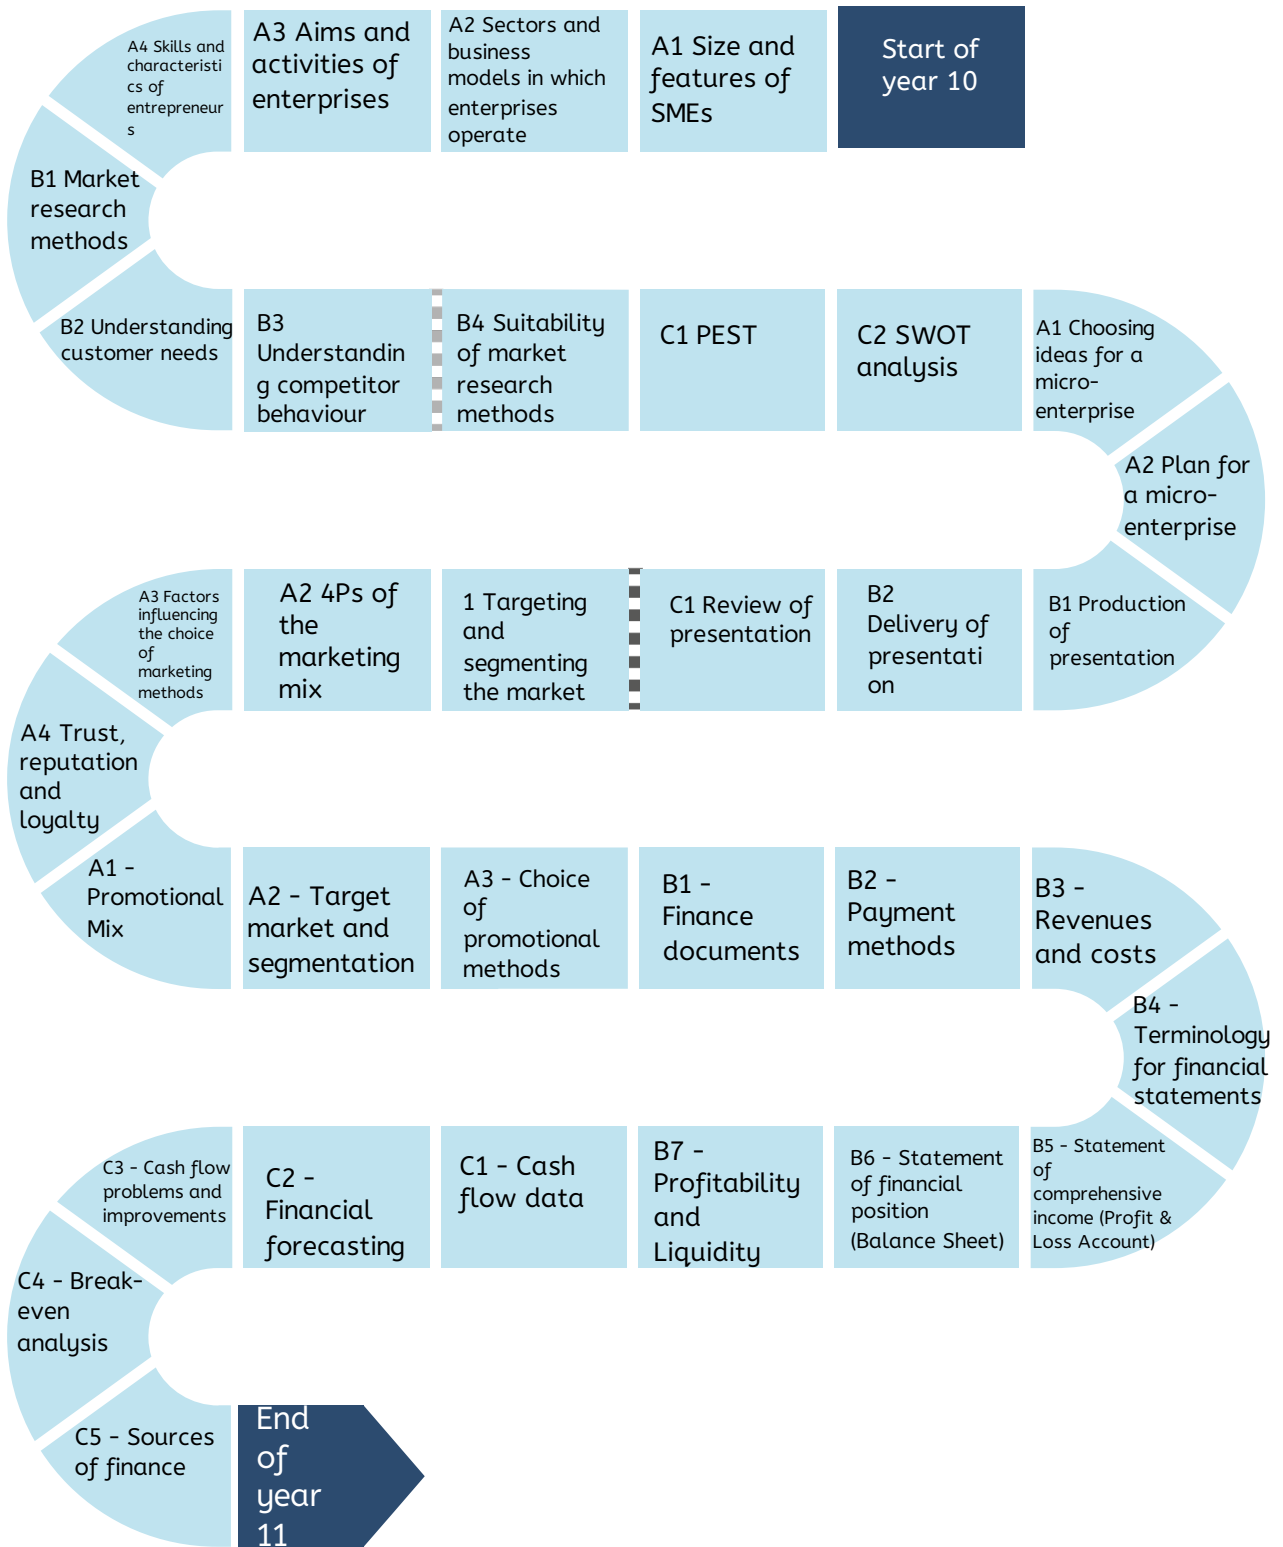 Start of
year 10
A1 Size and
features of
SMEs
A2 Sectors and
business
models in which
enterprises
operate
A3 Aims and
activities of
enterprises
A4 Skills and
characteristi
cs of
entrepreneur
s
B1 Market
research
methods
B2 Understanding
customer needs
B3
Understandin
g competitor
behaviour
B4 Suitability
of market
research
methods
C1 PEST
C2 SWOT
analysis
A1 Choosing
ideas for a
micro-
enterprise
A2 Plan for
a micro-
enterprise
B1 Production
of
presentation
B2
Delivery of
presentati
on
C1 Review of
presentation
1 Targeting
and
segmenting
the market
A2 4Ps of
the
marketing
mix
A3 Factors
influencing
the choice
of
marketing
methods
A4 Trust,
reputation
and
loyalty
A1 -
Promotional
Mix
A2 - Target
market and
segmentation
A3 - Choice
of
promotional
methods
B1 -
Finance
documents
B2 -
Payment
methods
B3 -
Revenues
and costs
B4 -
Terminology
for financial
statements
B5 - Statement
of
comprehensive
income (Profit &
Loss Account)
B6 - Statement
of financial
position
(Balance Sheet)
B7 -
Profitability
and
Liquidity
C1 - Cash
flow data
C2 -
Financial
forecasting
C3 - Cash flow
problems and
improvements
C4 - Break-
even
analysis
C5 - Sources
of finance
End
of
year
11